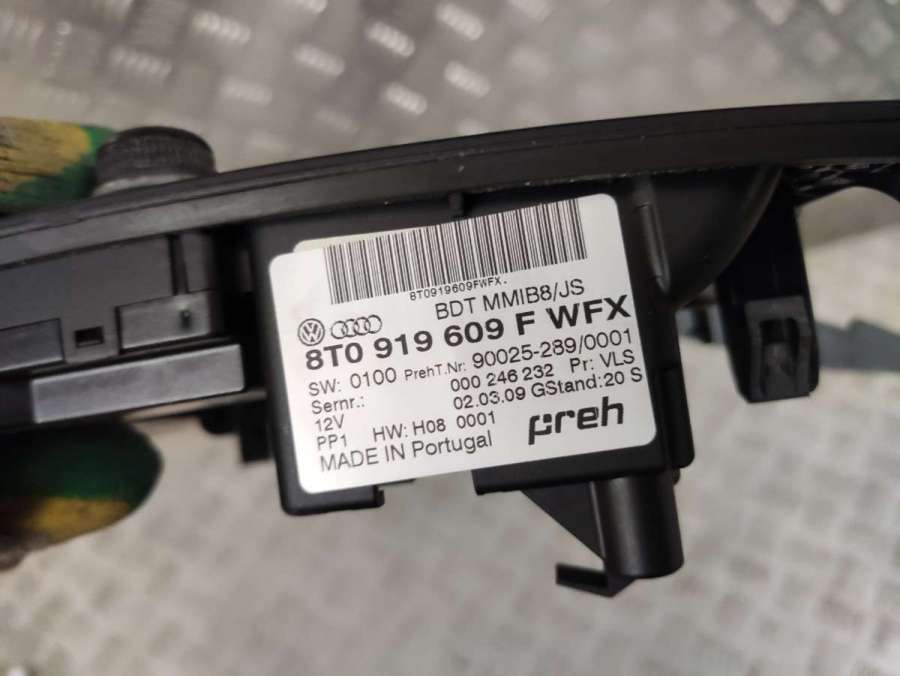 8T0919609FWFX.
BDT MMIB8/JS
8T0 919 609 F WFX
SW: 0100 PrehT.Nr: 90025-289/0001
Sernr.: 000 246 232 Pr: VLS
12V 02.03.09 GStand:20 S
PP1 HW: H08 0001
MADE IN Portugal preh